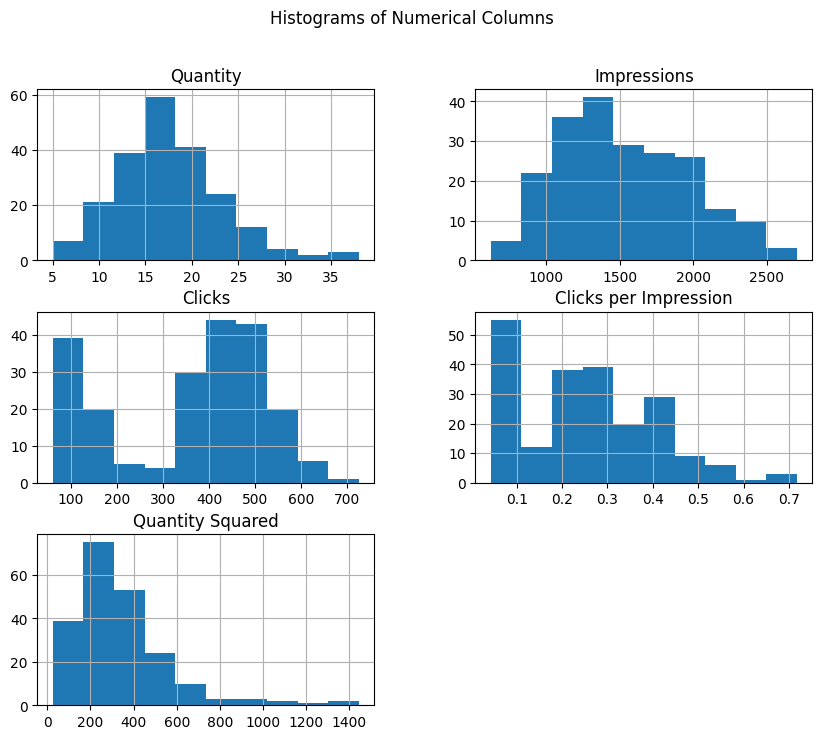 Histograms of Numerical Columns
Quantity
60
40
20
0
5 10 15 20 25 30 35
Impressions
40
30
20
10
0
1000 1500 2000 2500
Clicks
40
30
20
10
0
100 200 300 400 500 600 700
Clicks per Impression
50
40
30
20
10
0
0.1 0.2 0.3 0.4 0.5 0.6 0.7
Quantity Squared
60
40
20
0
0 200 400 600 800 1000 1200 1400